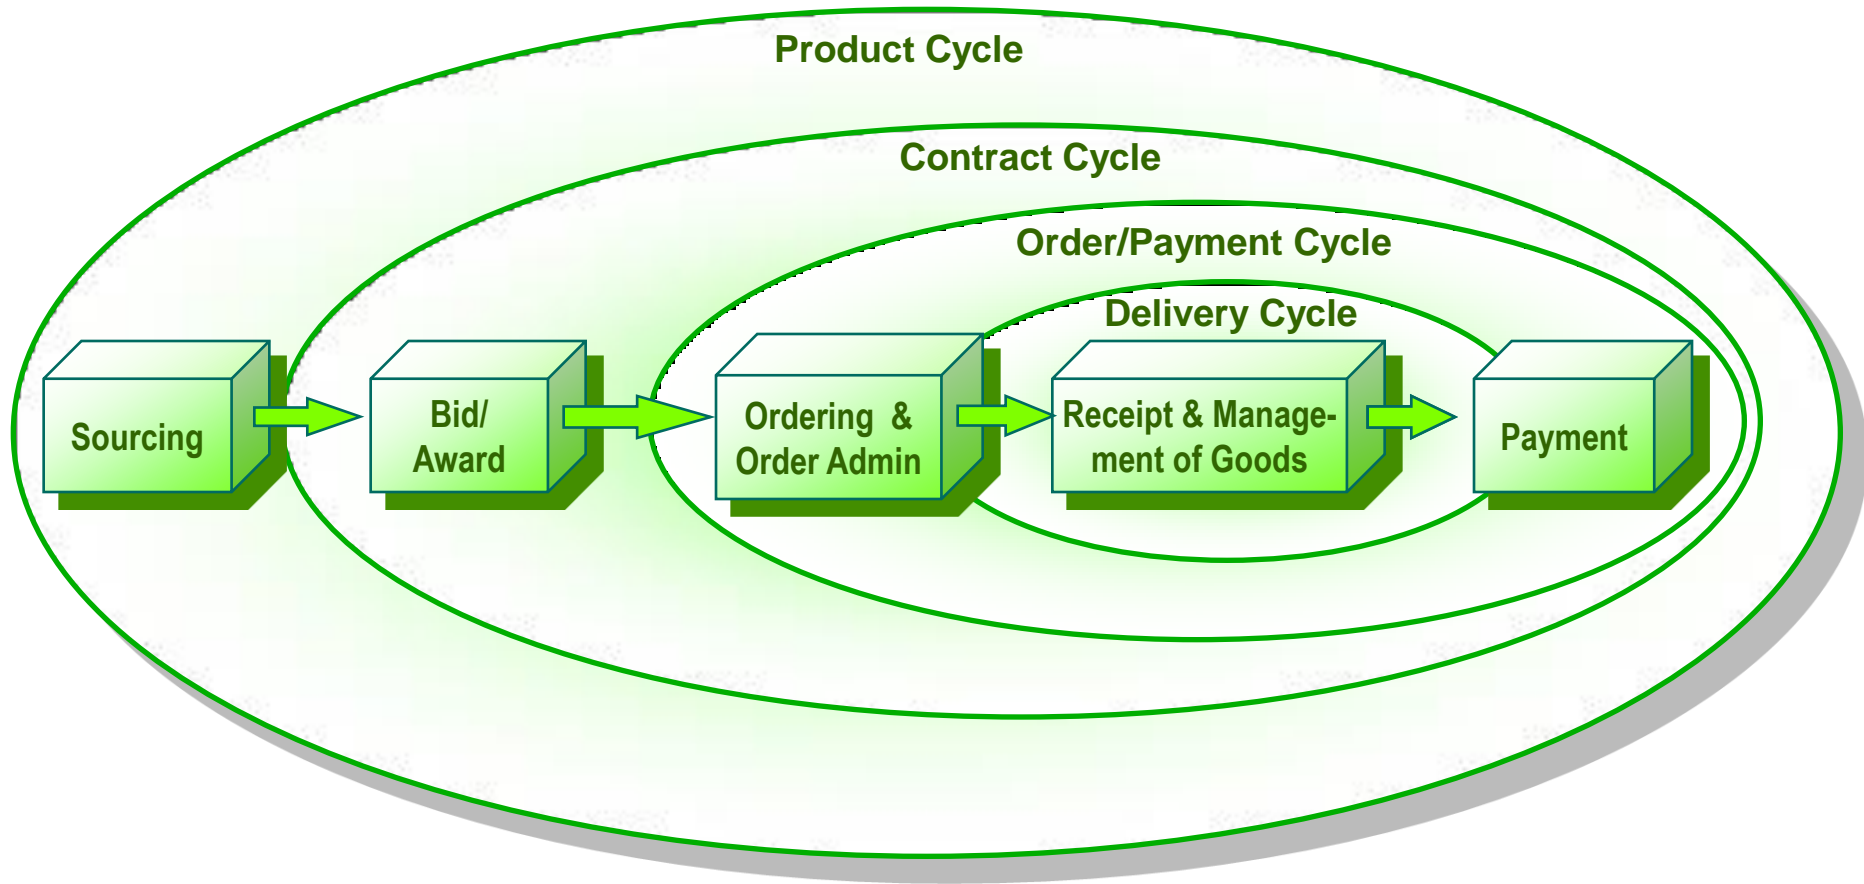 Product Cycle
Contract Cycle
Order/Payment Cycle
Delivery Cycle
Sourcing
Bid/
Award
Ordering &
Order Admin
Receipt & Manage-
ment of Goods
Payment